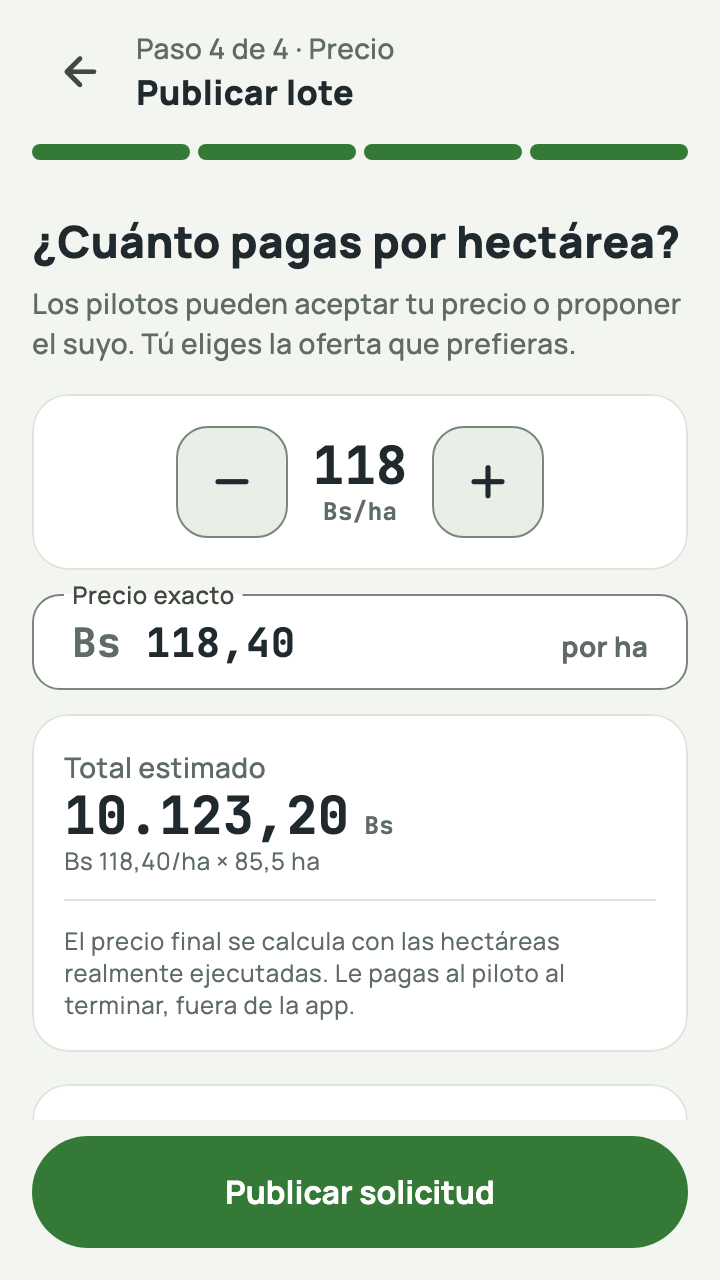 Paso 4 de 4 · Precio
Publicar lote
¿Cuánto pagas por hectárea?
Los pilotos pueden aceptar tu precio o proponer
el suyo. Tú eliges la oferta que prefieras.
118
Bs/ha
Precio exacto
Bs 118,40 por ha
Total estimado
10.123,20 Bs
Bs 118,40/ha × 85,5 ha
El precio final se calcula con las hectáreas
realmente ejecutadas. Le pagas al piloto al
terminar, fuera de la app.
Publicar solicitud